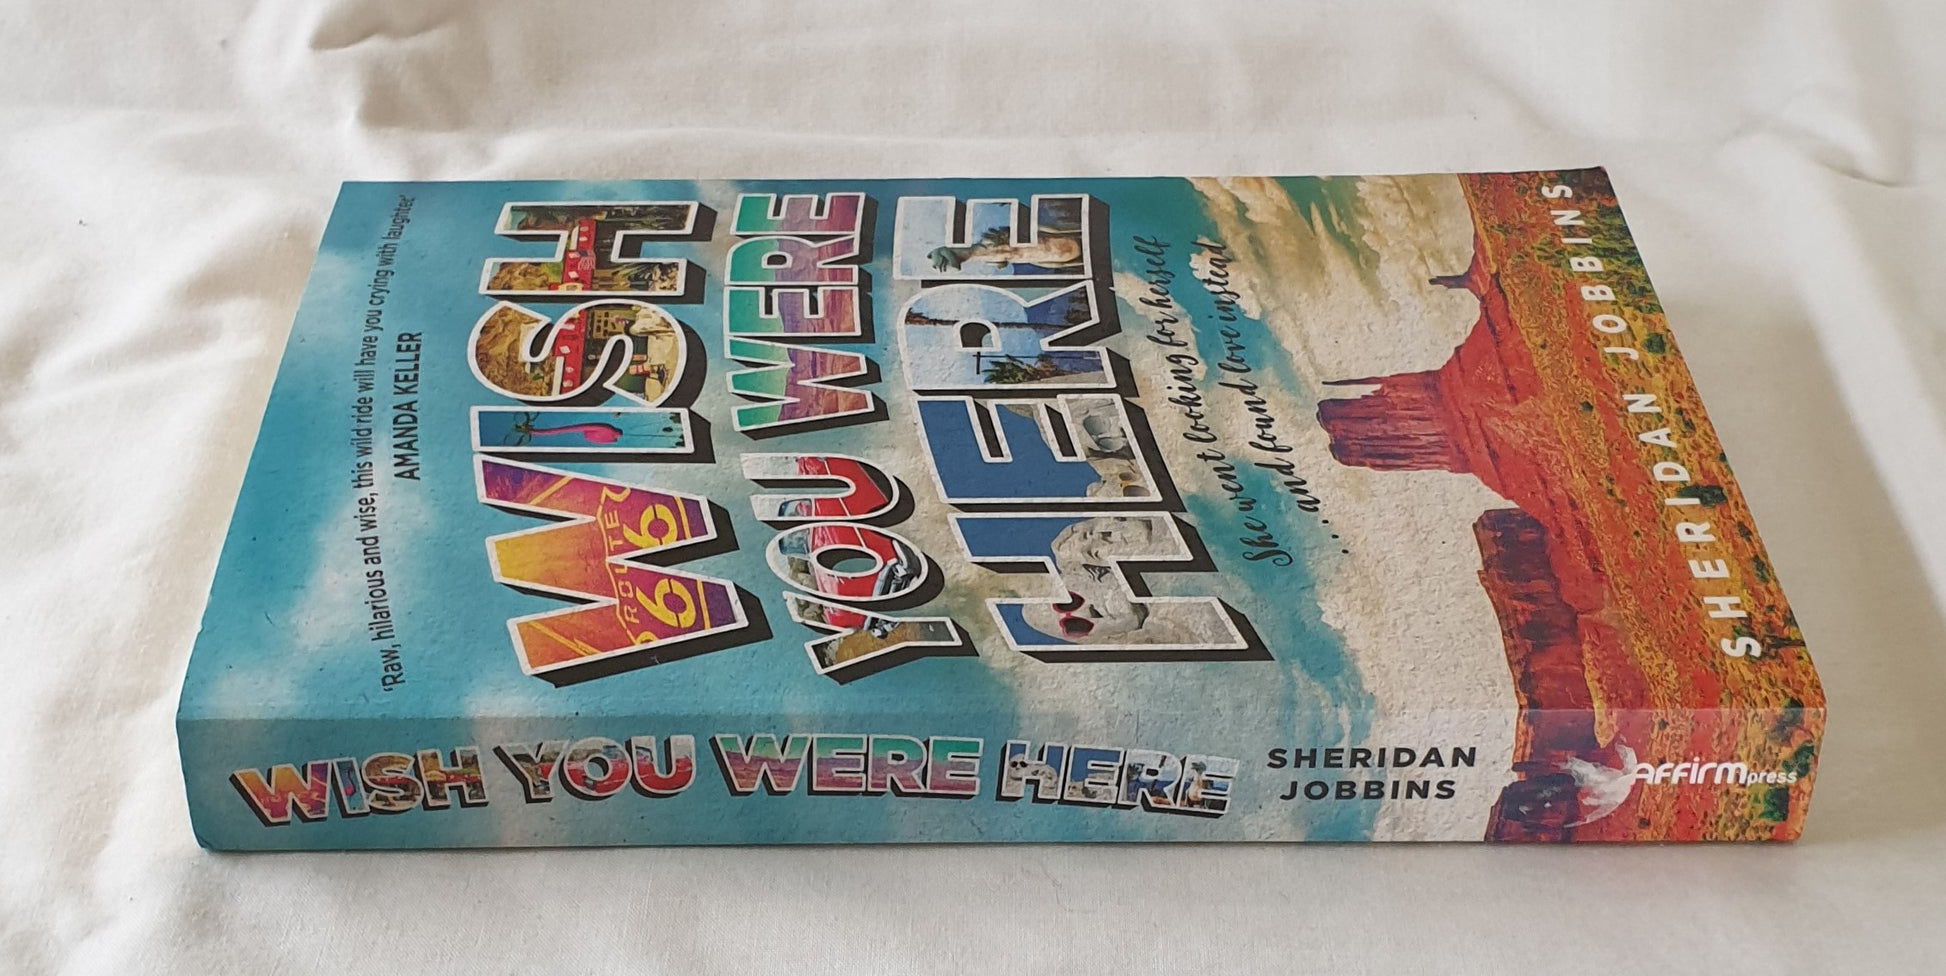 'Raw, hilarious and wise, this wild ride will have you crying with laughter'
AMANDA KELLER
WISH
YOU WERE
HERE
ROUTE
66
She went looking for herself
...and found love instead
SHERIDAN JOBBINS
WISH YOU WERE HERE
SHERIDAN
JOBBINS
AFFIRMpress